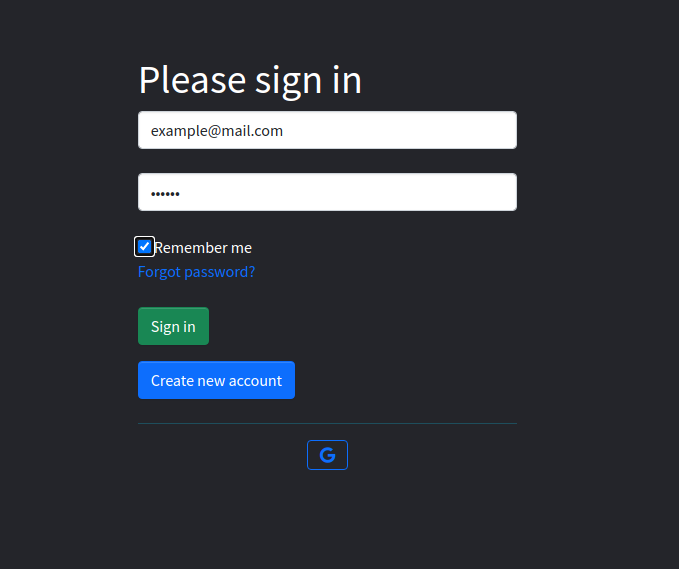 Please sign in
example@mail.com
••••••
Remember me
Forgot password?
Sign in
Create new account
G